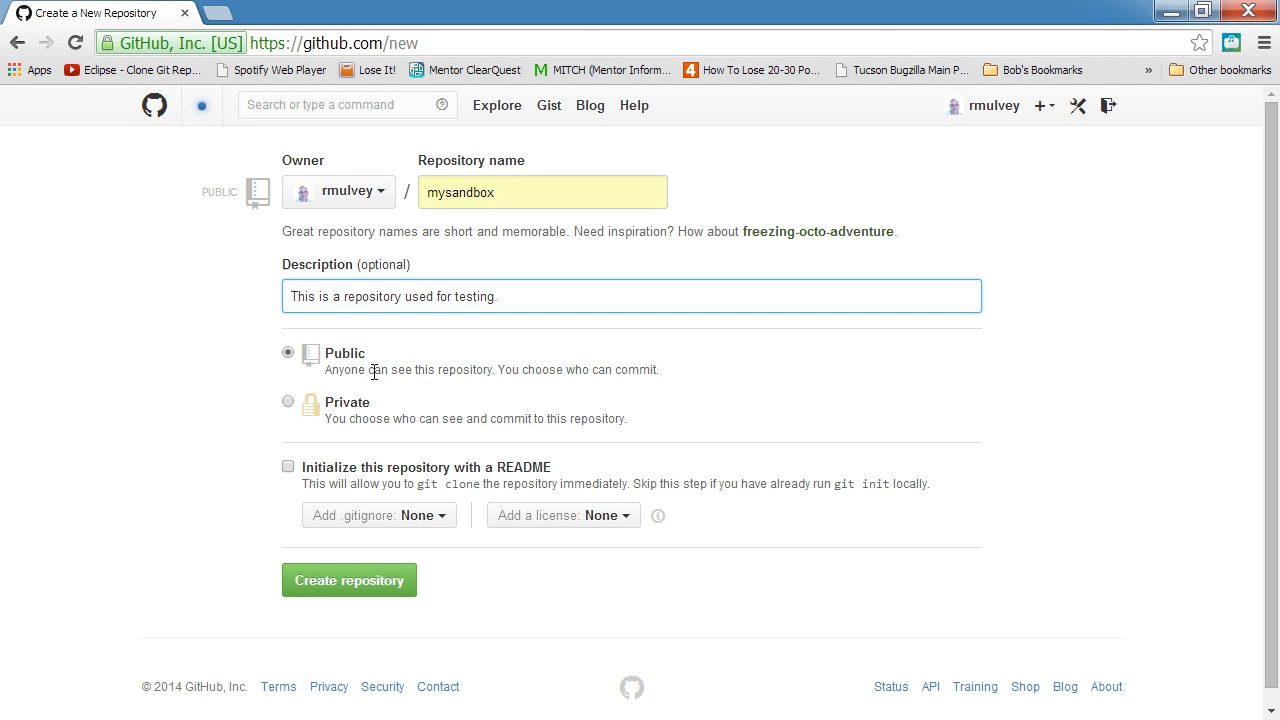 Create a New Repository
GitHub, Inc. [US] https://github.com/new
Apps Eclipse - Clone Git Rep... Spotify Web Player Lose It! Mentor ClearQuest MITCH (Mentor Inform... How To Lose 20-30 Po... Tucson Bugzilla Main P... Bob's Bookmarks » Other bookmarks
Search or type a command Explore Gist Blog Help rmulvey
Owner Repository name
PUBLIC rmulvey / mysandbox
Great repository names are short and memorable. Need inspiration? How about freezing-octo-adventure.
Description (optional)
This is a repository used for testing.
Public
Anyone can see this repository. You choose who can commit.
Private
You choose who can see and commit to this repository.
Initialize this repository with a README
This will allow you to git clone the repository immediately. Skip this step if you have already run git init locally.
Add .gitignore: None Add a license: None
Create repository
© 2014 GitHub, Inc. Terms Privacy Security Contact Status API Training Shop Blog About